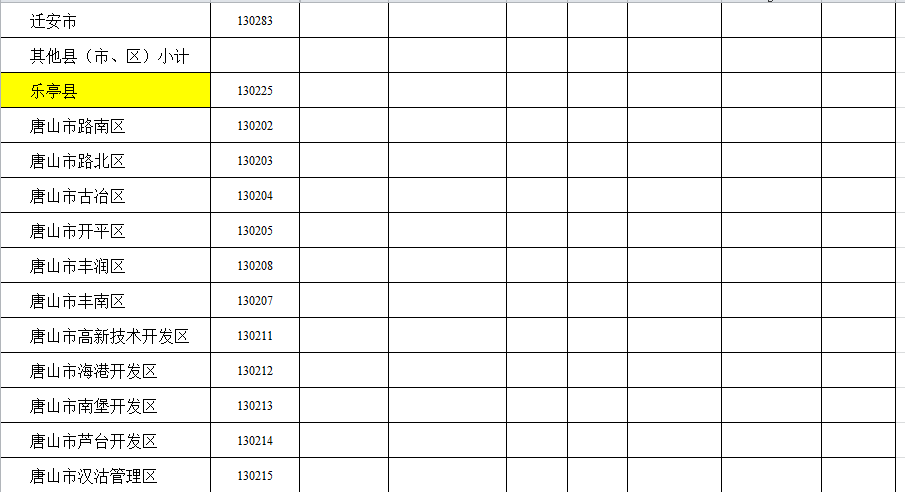 迁安市 130283
其他县（市、区）小计
乐亭县 130225
唐山市路南区 130202
唐山市路北区 130203
唐山市古冶区 130204
唐山市开平区 130205
唐山市丰润区 130208
唐山市丰南区 130207
唐山市高新技术开发区 130211
唐山市海港开发区 130212
唐山市南堡开发区 130213
唐山市芦台开发区 130214
唐山市汉沽管理区 130215